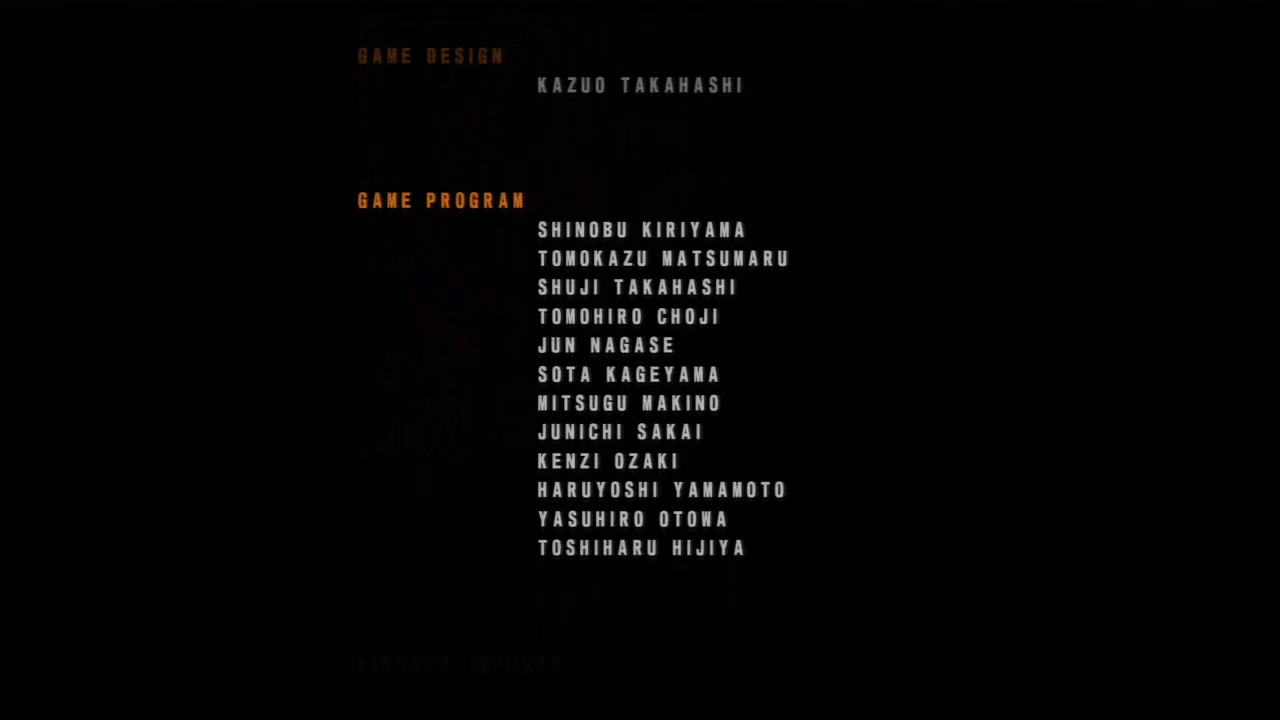 GAME DESIGN
KAZUO TAKAHASHI
GAME PROGRAM
SHINOBU KIRIYAMA
TOMOKAZU MATSUMARU
SHUJI TAKAHASHI
TOMOHIRO CHOJI
JUN NAGASE
SOTA KAGEYAMA
MITSUGU MAKINO
JUNICHI SAKAI
KENZI OZAKI
HARUYOSHI YAMAMOTO
YASUHIRO OTOWA
TOSHIHARU HIJIYA